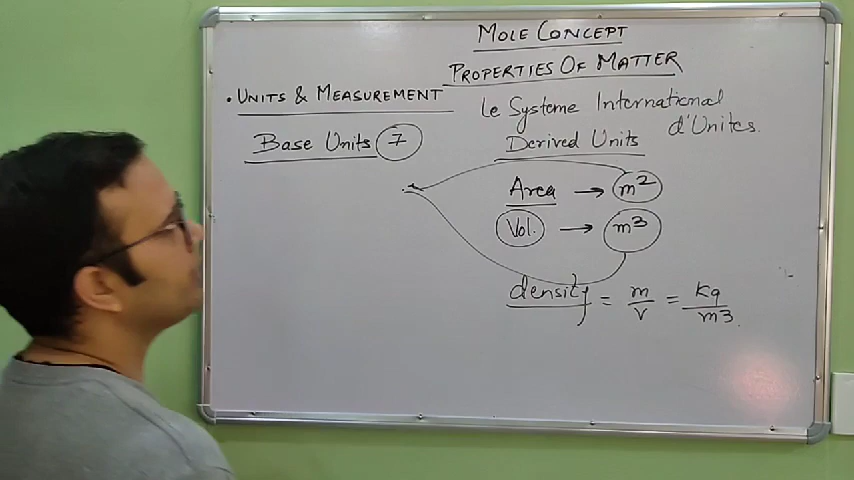 MOLE CONCEPT
PROPERTIES OF MATTER
• UNITS & MEASUREMENT
Le Systeme International
d'Unites.
Base Units 7
Derived Units
Area → m²
Vol. → m³
density = m/v = kg/m3